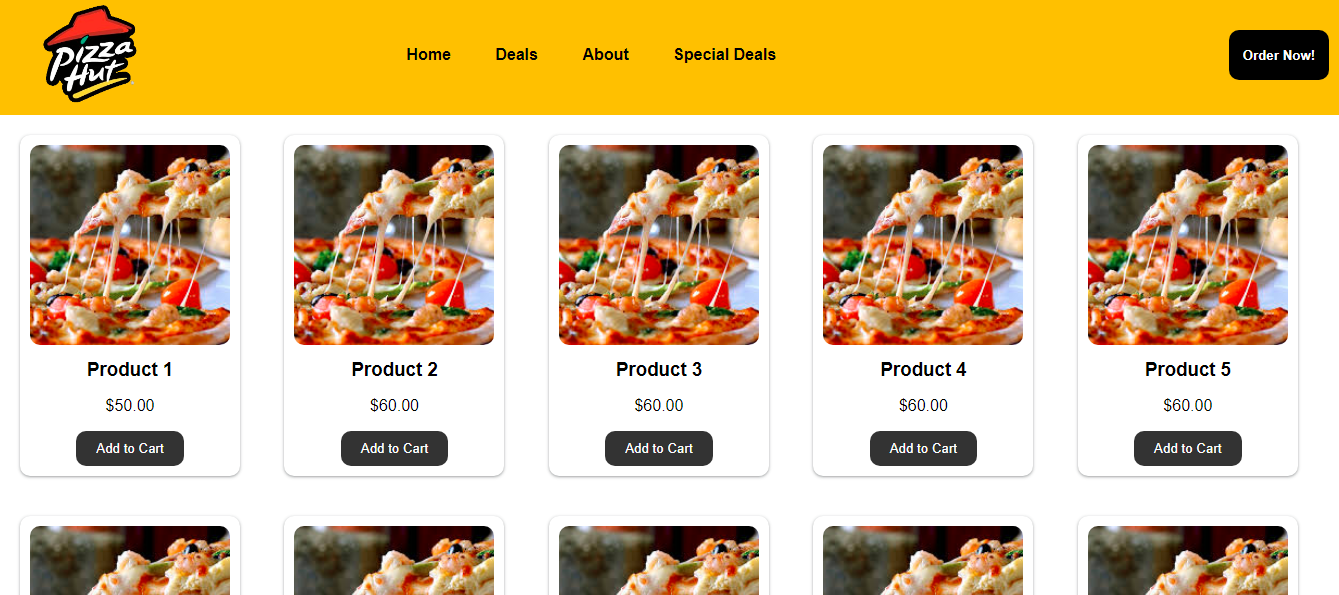 Pizza
Hut
Home Deals About Special Deals
Order Now!
Product 1 Product 2 Product 3 Product 4 Product 5
$50.00 $60.00 $60.00 $60.00 $60.00
Add to Cart Add to Cart Add to Cart Add to Cart Add to Cart